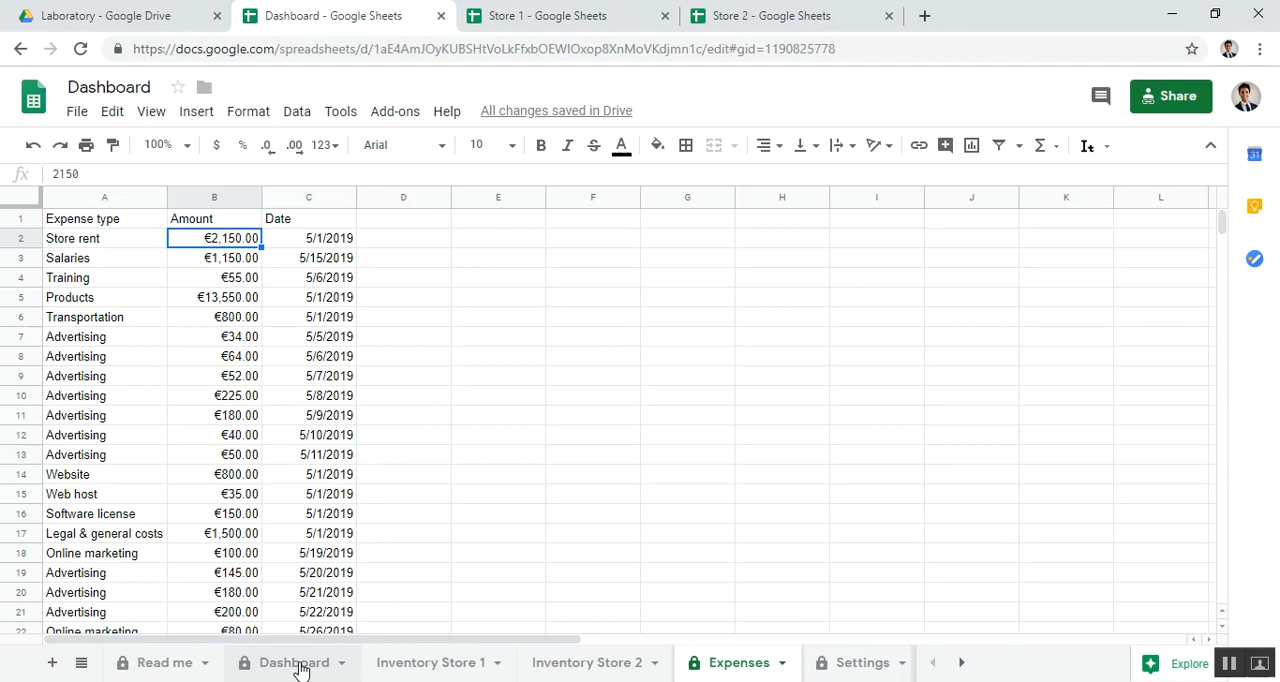 Laboratory - Google Drive
Dashboard - Google Sheets
Store 1 - Google Sheets
Store 2 - Google Sheets
https://docs.google.com/spreadsheets/d/1aE4AmJOyKUBSHtVoLkFfxbOEWIOxop8XnMoVKdjmn1c/edit#gid=1190825778
Dashboard
File Edit View Insert Format Data Tools Add-ons Help All changes saved in Drive
Share
100% $ % .0 .00 123 Arial 10 B I S A
fx 2150
A B C D E F G H I J K L
1 Expense type Amount Date
2 Store rent €2,150.00 5/1/2019
3 Salaries €1,150.00 5/15/2019
4 Training €55.00 5/6/2019
5 Products €13,550.00 5/1/2019
6 Transportation €800.00 5/1/2019
7 Advertising €34.00 5/5/2019
8 Advertising €64.00 5/6/2019
9 Advertising €52.00 5/7/2019
10 Advertising €225.00 5/8/2019
11 Advertising €180.00 5/9/2019
12 Advertising €40.00 5/10/2019
13 Advertising €50.00 5/11/2019
14 Website €800.00 5/1/2019
15 Web host €35.00 5/1/2019
16 Software license €150.00 5/1/2019
17 Legal & general costs €1,500.00 5/1/2019
18 Online marketing €100.00 5/19/2019
19 Advertising €145.00 5/20/2019
20 Advertising €180.00 5/21/2019
21 Advertising €200.00 5/22/2019
22 Online marketing €80.00 5/26/2019
Read me Dashboard Inventory Store 1 Inventory Store 2 Expenses Settings Explore
31